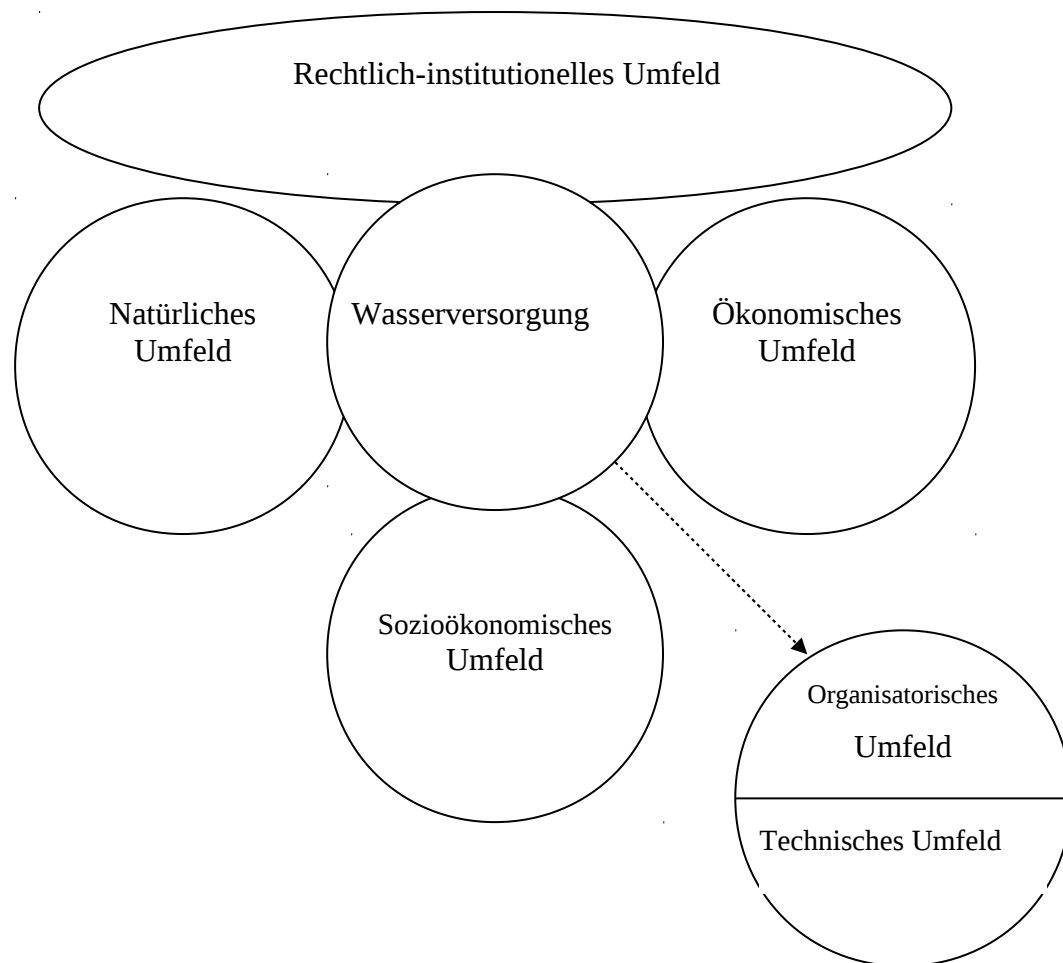 Rechtlich-institutionelles Umfeld
Natürliches
Umfeld
Wasserversorgung
Ökonomisches
Umfeld
Sozioökonomisches
Umfeld
Organisatorisches
Umfeld
Technisches Umfeld